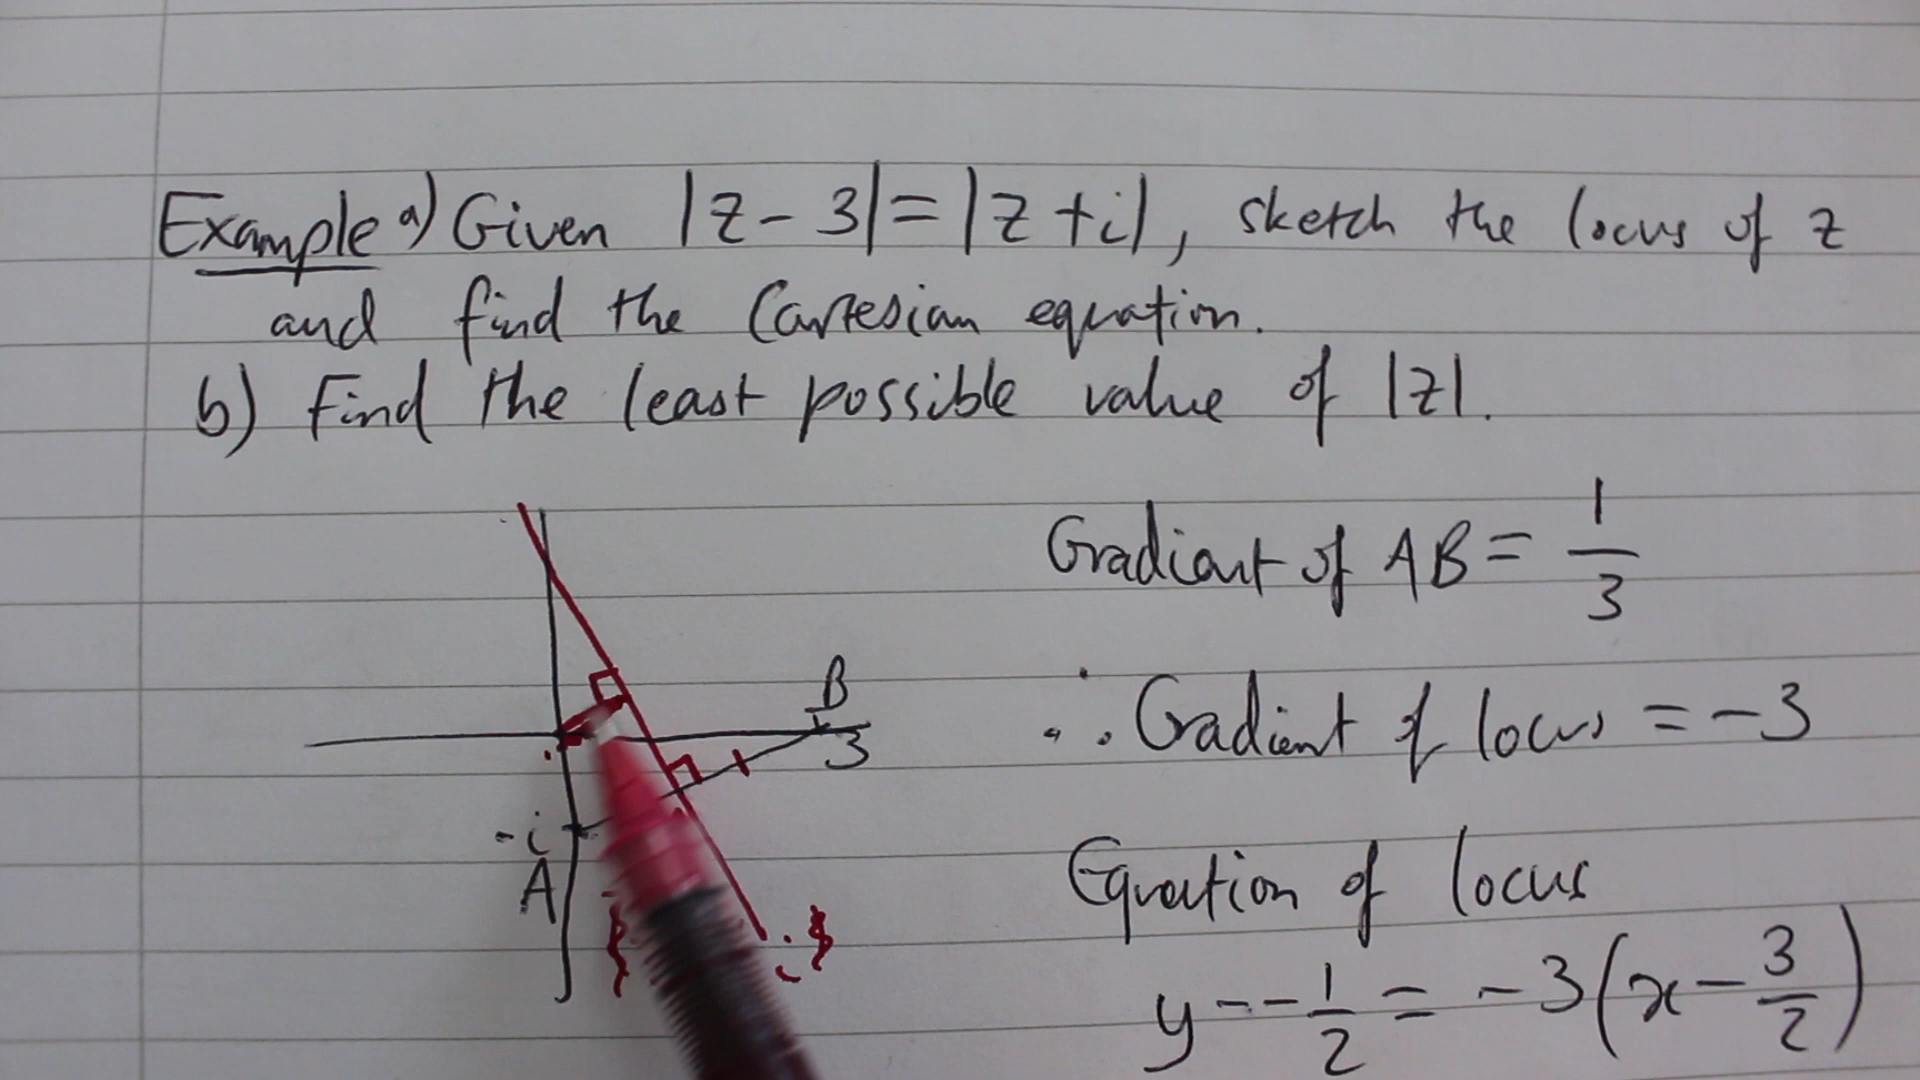 Example a) Given |z - 3| = |z + i|, sketch the locus of z
and find the Cartesian equation.
b) Find the least possible value of |z|.
Gradient of AB = 1/3
∴ Gradient of locus = -3
Equation of locus
y - - 1/2 = -3(x - 3/2)
B
3
-i
A